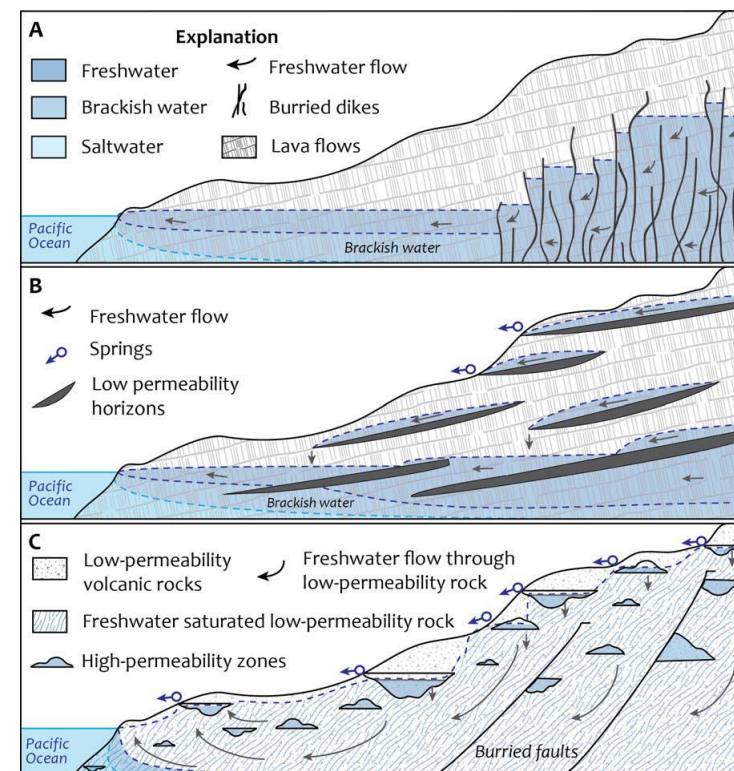 A
Explanation
Freshwater
Freshwater flow
Brackish water
Burried dikes
Saltwater
Lava flows
Pacific
Ocean
Brackish water
B
Freshwater flow
Springs
Low permeability
horizons
Pacific
Ocean
Brackish water
C
Low-permeability
volcanic rocks
Freshwater flow through
low-permeability rock
Freshwater saturated low-permeability rock
High-permeability zones
Pacific
Ocean
Burried faults